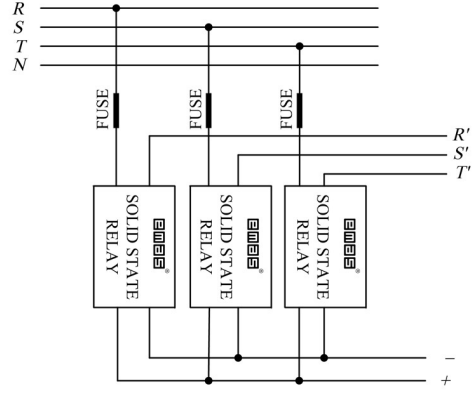 R
S
T
N
FUSE
FUSE
FUSE
R'
S'
T'
SOLID STATE
RELAY
SOLID STATE
RELAY
SOLID STATE
RELAY
−
+